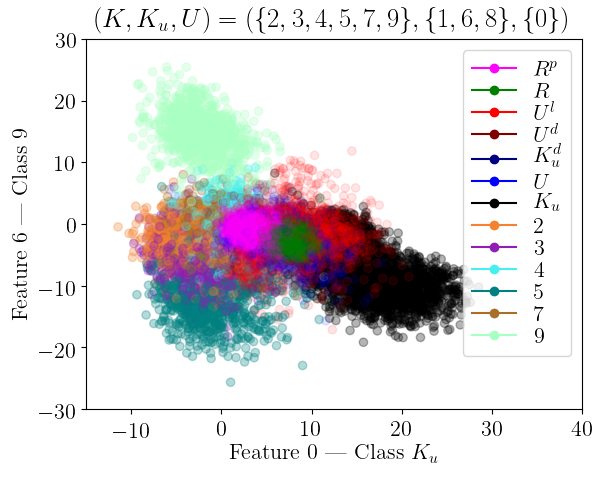 (K, K_u, U) = ({2, 3, 4, 5, 7, 9}, {1, 6, 8}, {0})
30
20
10
0
−10
−20
−30
Feature 6 — Class 9
−10
0
10
20
30
40
Feature 0 — Class K_u
R^p
R
U^l
U^d
K_u^d
U
K_u
2
3
4
5
7
9